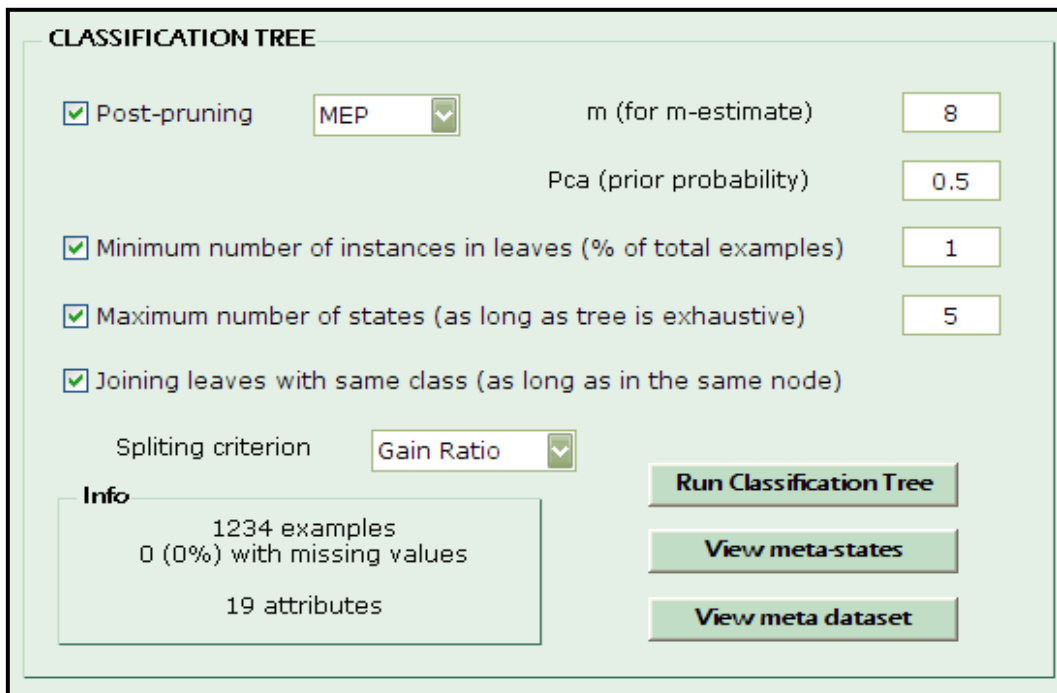 CLASSIFICATION TREE
Post-pruning MEP m (for m-estimate) 8
Pca (prior probability) 0.5
Minimum number of instances in leaves (% of total examples) 1
Maximum number of states (as long as tree is exhaustive) 5
Joining leaves with same class (as long as in the same node)
Spliting criterion Gain Ratio
Info
1234 examples
0 (0%) with missing values
19 attributes
Run Classification Tree
View meta-states
View meta dataset